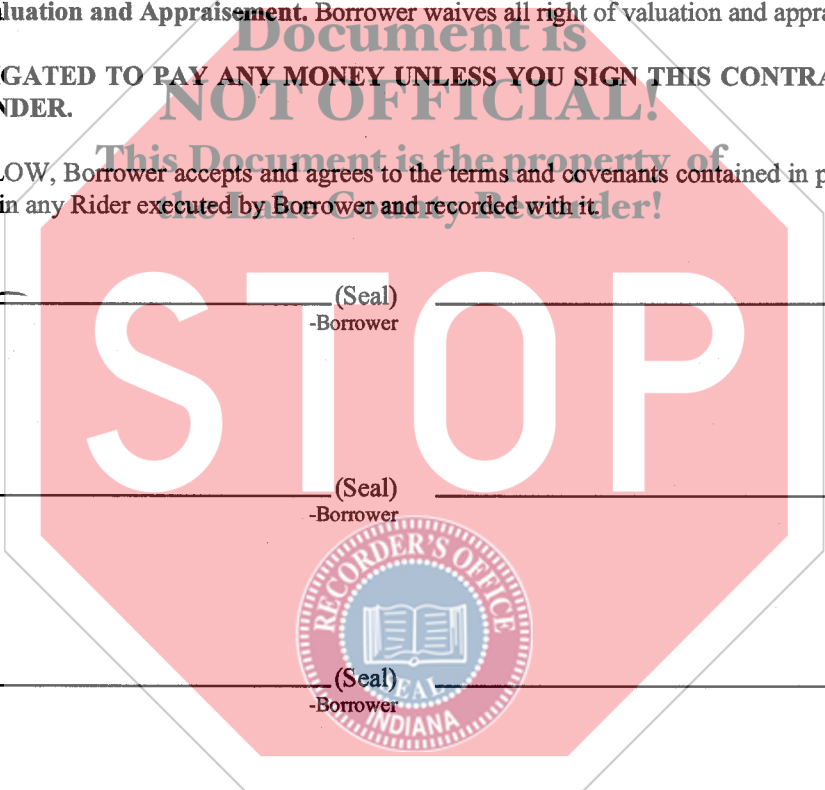 luation and Appraisement. Borrower waives all right of valuation and appra
Document is
GATED TO PAY ANY MONEY UNLESS YOU SIGN THIS CONTRA
NOT OFFICIAL!
NDER.
This Document is the property of
LOW, Borrower accepts and agrees to the terms and covenants contained in p
in any Rider executed by Borrower and recorded with it.
the Lake County Recorder!
(Seal)
-Borrower
STOP
(Seal)
-Borrower
RECORDER'S OFFICE
(Seal)
SEAL
-Borrower
INDIANA